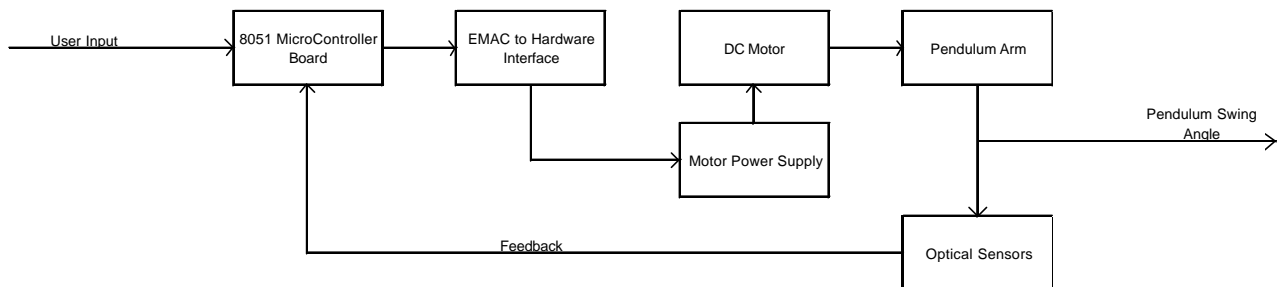 User Input
8051 MicroController
Board
EMAC to Hardware
Interface
DC Motor
Pendulum Arm
Pendulum Swing
Angle
Motor Power Supply
Feedback
Optical Sensors